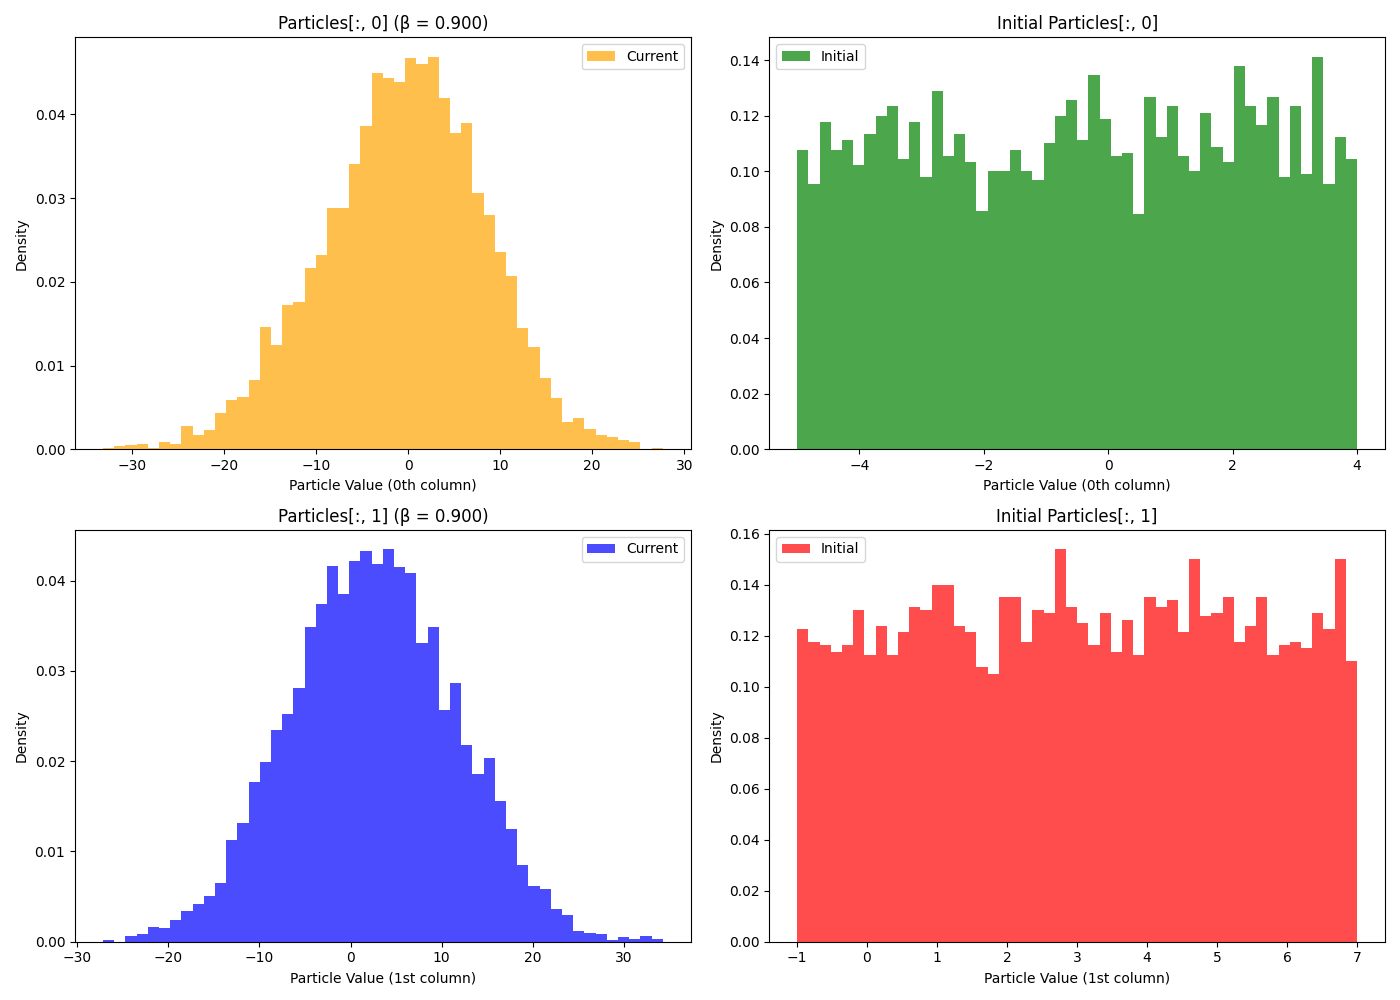 Particles[:, 0] (β = 0.900)
Current
Density
0.04
0.03
0.02
0.01
0.00
−30 −20 −10 0 10 20 30
Particle Value (0th column)
Initial Particles[:, 0]
Initial
Density
0.14
0.12
0.10
0.08
0.06
0.04
0.02
0.00
−4 −2 0 2 4
Particle Value (0th column)
Particles[:, 1] (β = 0.900)
Current
Density
0.04
0.03
0.02
0.01
0.00
−30 −20 −10 0 10 20 30
Particle Value (1st column)
Initial Particles[:, 1]
Initial
Density
0.16
0.14
0.12
0.10
0.08
0.06
0.04
0.02
0.00
−1 0 1 2 3 4 5 6 7
Particle Value (1st column)